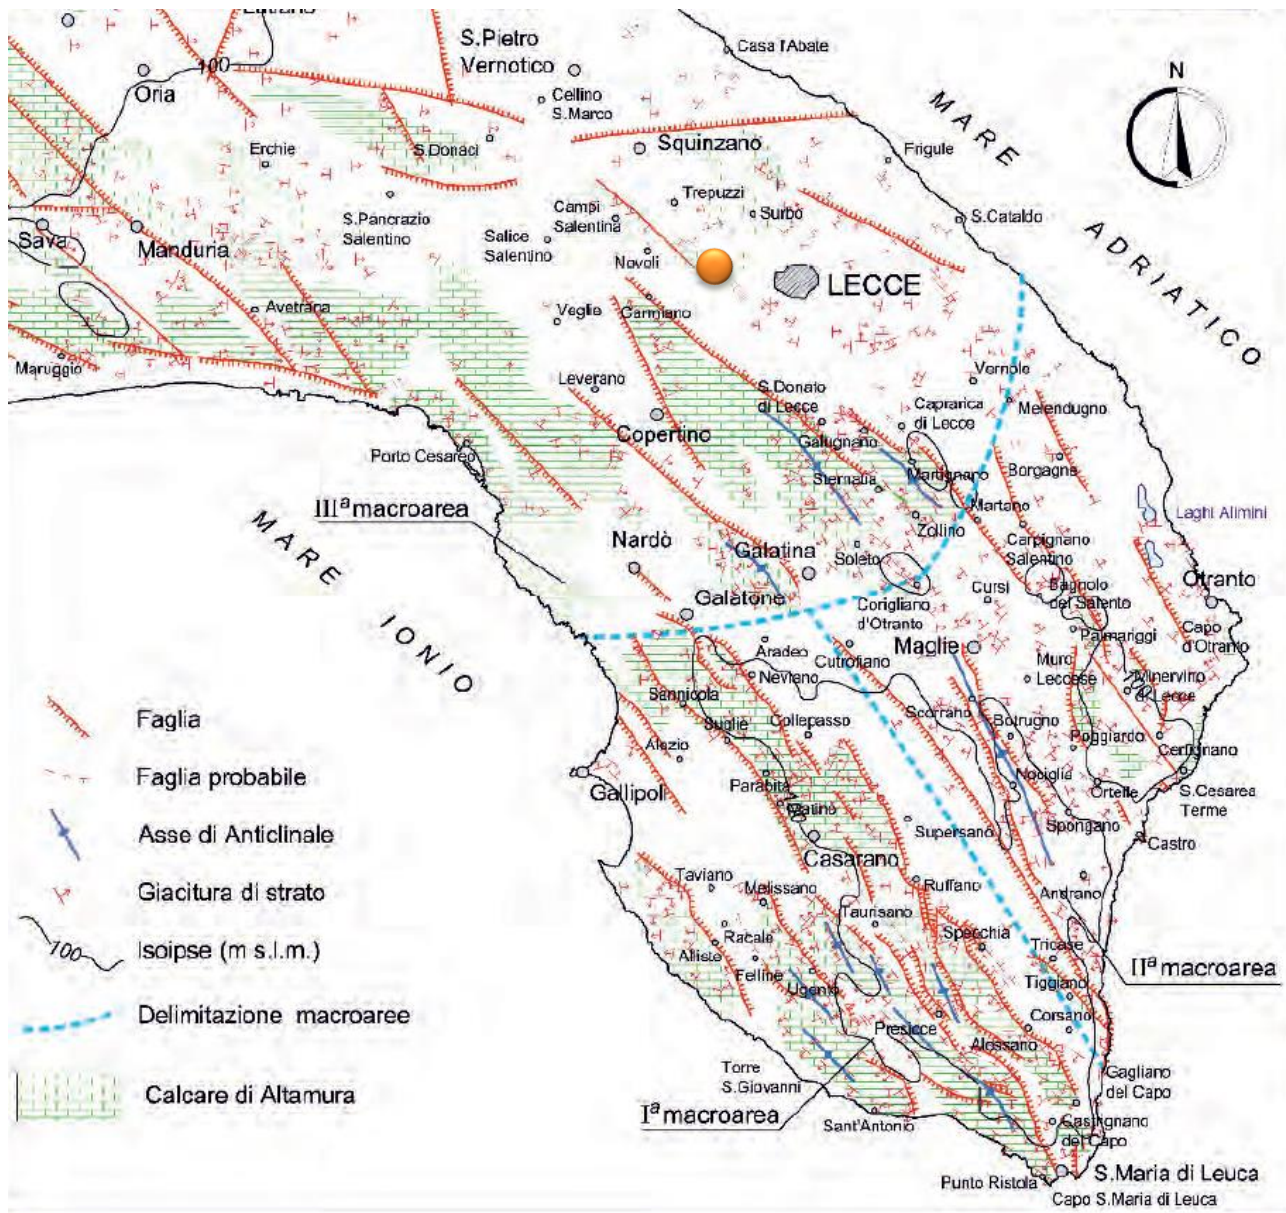 S.Pietro
Vernotico
Casa l'Abate
100
Oria
Cellino
S.Marco
N
MARE ADRIATICO
Erchie
S.Donaci
Squinzano
Frigule
S.Pancrazio
Salentino
Campi
Salentina
Trepuzzi
Surbo
S.Cataldo
Sava
Manduria
Salice
Salentino
Novoli
LECCE
Avetrana
Veglie
Carmiano
Maruggio
Leverano
S.Donato
di Lecce
Vernole
Caprarica
di Lecce
Melendugno
Copertino
Galugnano
Porto Cesareo
Sternatia
Martignano
Borgagne
IIIª macroarea
Martano
Laghi Alimini
Zollino
Carpignano
Salentino
MARE IONIO
Nardò
Galatina
Soleto
Otranto
Cursi
Bagnolo
del Salento
Galatone
Corigliano
d'Otranto
Palmariggi
Capo
d'Otranto
Aradeo
Cutrofiano
Maglie
Muro
Leccese
Minervino
di Lecce
Neviano
Sannicola
Scorrano
Botrugno
Faglia
Collepasso
Poggiardo
Alezio
Cerfignano
Faglia probabile
Nociglia
Gallipoli
Parabita
Ortelle
S.Cesarea
Terme
Matino
Asse di Anticlinale
Supersano
Spongano
Castro
Casarano
Giacitura di strato
Taviano
Melissano
Ruffano
Andrano
Taurisano
100
Isoipse (m s.l.m.)
Racale
Specchia
Tricase
Alliste
Felline
IIª macroarea
Ugento
Tiggiano
Delimitazione macroaree
Presicce
Corsano
Alessano
Torre
S.Giovanni
Gagliano
del Capo
Calcare di Altamura
Iª macroarea
Sant'Antonio
Castrignano
del Capo
Punto Ristola
S.Maria di Leuca
Capo S.Maria di Leuca